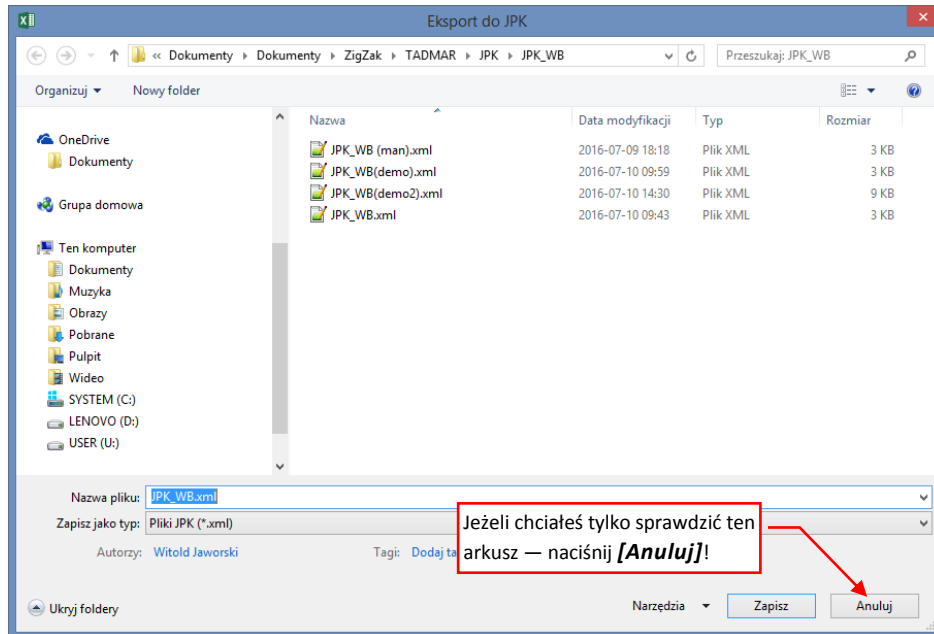 Eksport do JPK
« Dokumenty Dokumenty ZigZak TADMAR JPK JPK_WB
Przeszukaj: JPK_WB
Organizuj Nowy folder
OneDrive
Dokumenty
Grupa domowa
Ten komputer
Dokumenty
Muzyka
Obrazy
Pobrane
Pulpit
Wideo
SYSTEM (C:)
LENOVO (D:)
USER (U:)
Nazwa Data modyfikacji Typ Rozmiar
JPK_WB (man).xml 2016-07-09 18:18 Plik XML 3 KB
JPK_WB(demo).xml 2016-07-10 09:59 Plik XML 3 KB
JPK_WB(demo2).xml 2016-07-10 14:30 Plik XML 9 KB
JPK_WB.xml 2016-07-10 09:43 Plik XML 3 KB
Nazwa pliku: JPK_WB.xml
Zapisz jako typ: Pliki JPK (*.xml)
Autorzy: Witold Jaworski Tagi: Dodaj ta
Jeżeli chciałeś tylko sprawdzić ten
arkusz — naciśnij [Anuluj]!
Ukryj foldery Narzędzia Zapisz Anuluj